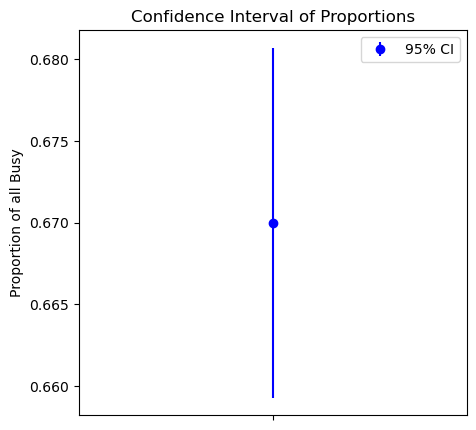 Confidence Interval of Proportions
95% CI
0.680
0.675
0.670
0.665
0.660
Proportion of all Busy